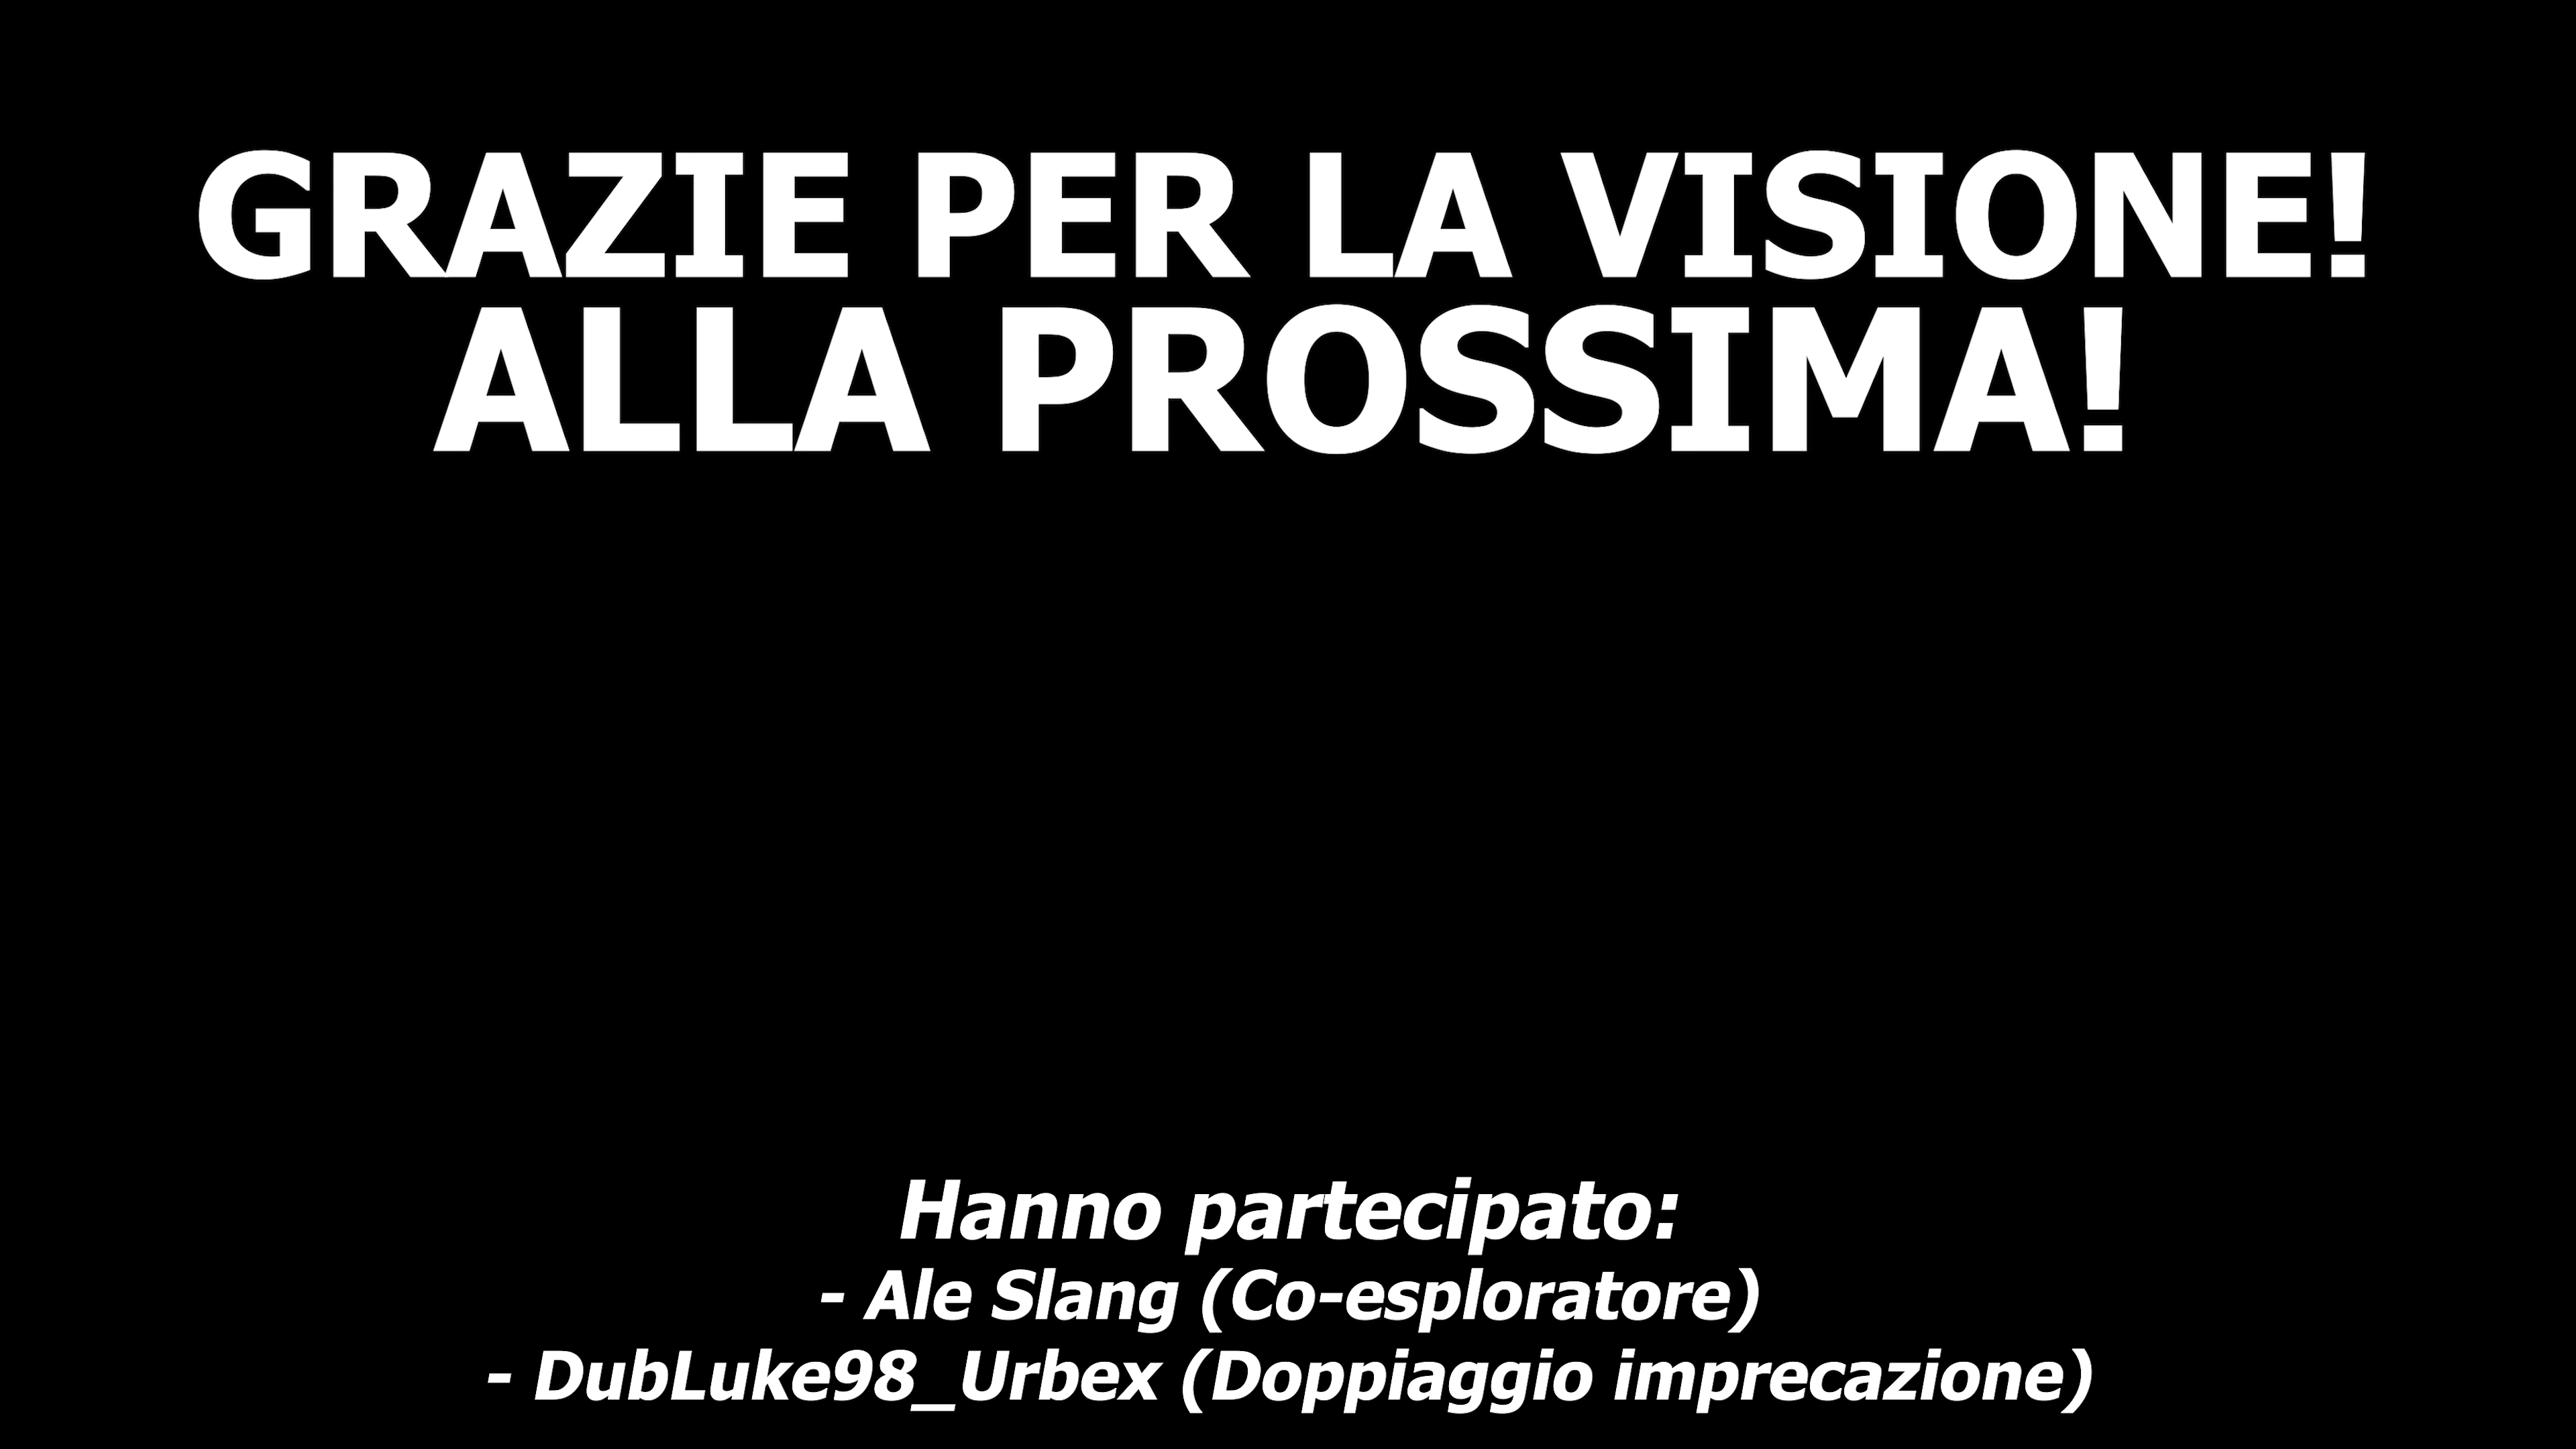 GRAZIE PER LA VISIONE!
ALLA PROSSIMA!
Hanno partecipato:
- Ale Slang (Co-esploratore)
- DubLuke98_Urbex (Doppiaggio imprecazione)